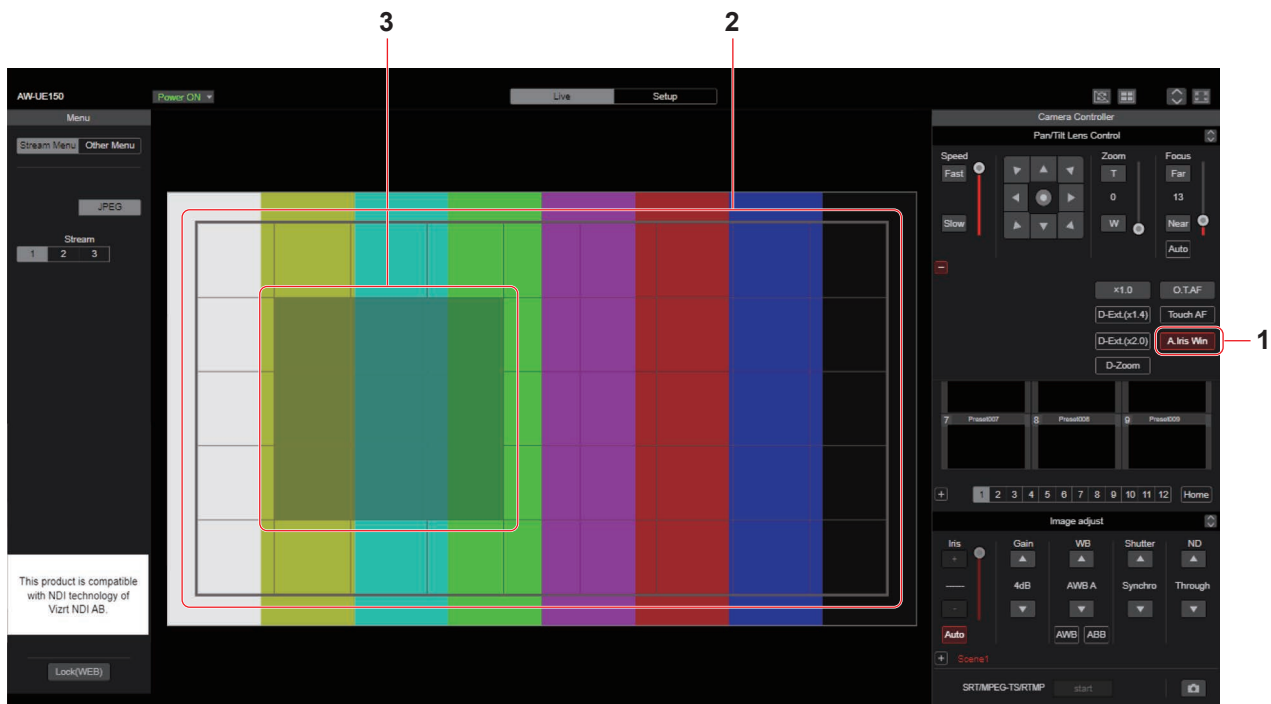 3
2
AW-UE150
Power ON
Live
Setup
Menu
Stream Menu
Other Menu
JPEG
Stream
1 2 3
This product is compatible
with NDI technology of
Vizrt NDI AB.
Lock(WEB)
Camera Controller
Pan/Tilt Lens Control
Speed
Zoom
Focus
Fast
T
Far
0
13
Slow
W
Near
Auto
×1.0
O.T.AF
D-Ext.(x1.4)
Touch AF
D-Ext.(x2.0)
A.Iris Win
1
D-Zoom
7 Preset007
8 Preset008
9 Preset009
+ 1 2 3 4 5 6 7 8 9 10 11 12 Home
Image adjust
Iris
Gain
WB
Shutter
ND
+
----
4dB
AWB A
Synchro
Through
-
Auto
AWB
ABB
+ Scene1
SRT/MPEG-TS/RTMP
start